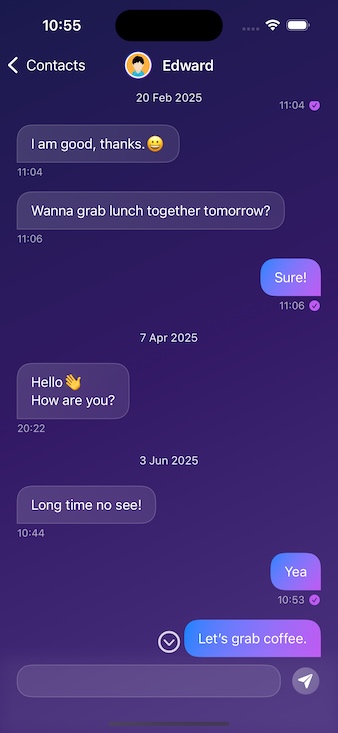 10:55
Contacts
Edward
20 Feb 2025
11:04
I am good, thanks.😀
11:04
Wanna grab lunch together tomorrow?
11:06
Sure!
11:06
7 Apr 2025
Hello👋
How are you?
20:22
3 Jun 2025
Long time no see!
10:44
Yea
10:53
Let's grab coffee.